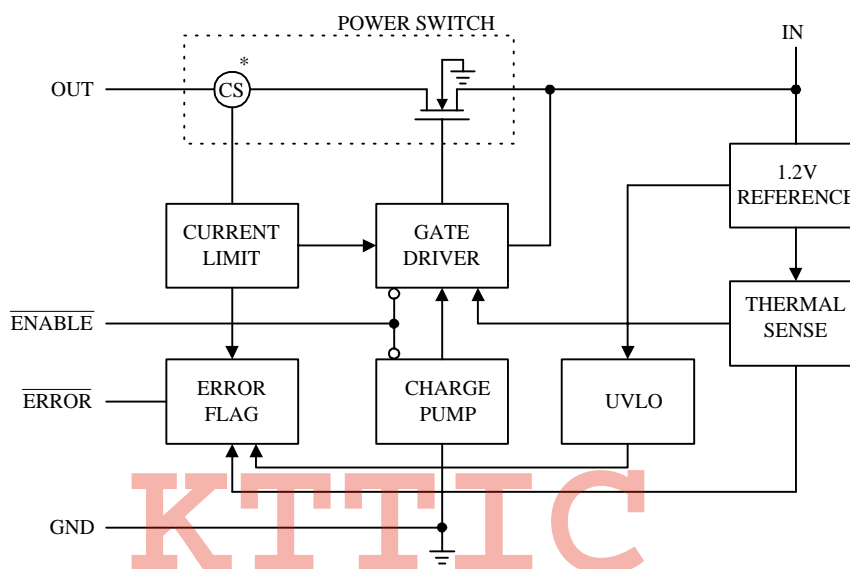 POWER SWITCH
IN
OUT
*
CS
1.2V
REFERENCE
CURRENT
LIMIT
GATE
DRIVER
THERMAL
SENSE
ENABLE
ERROR
ERROR
FLAG
CHARGE
PUMP
UVLO
KTTIC
GND